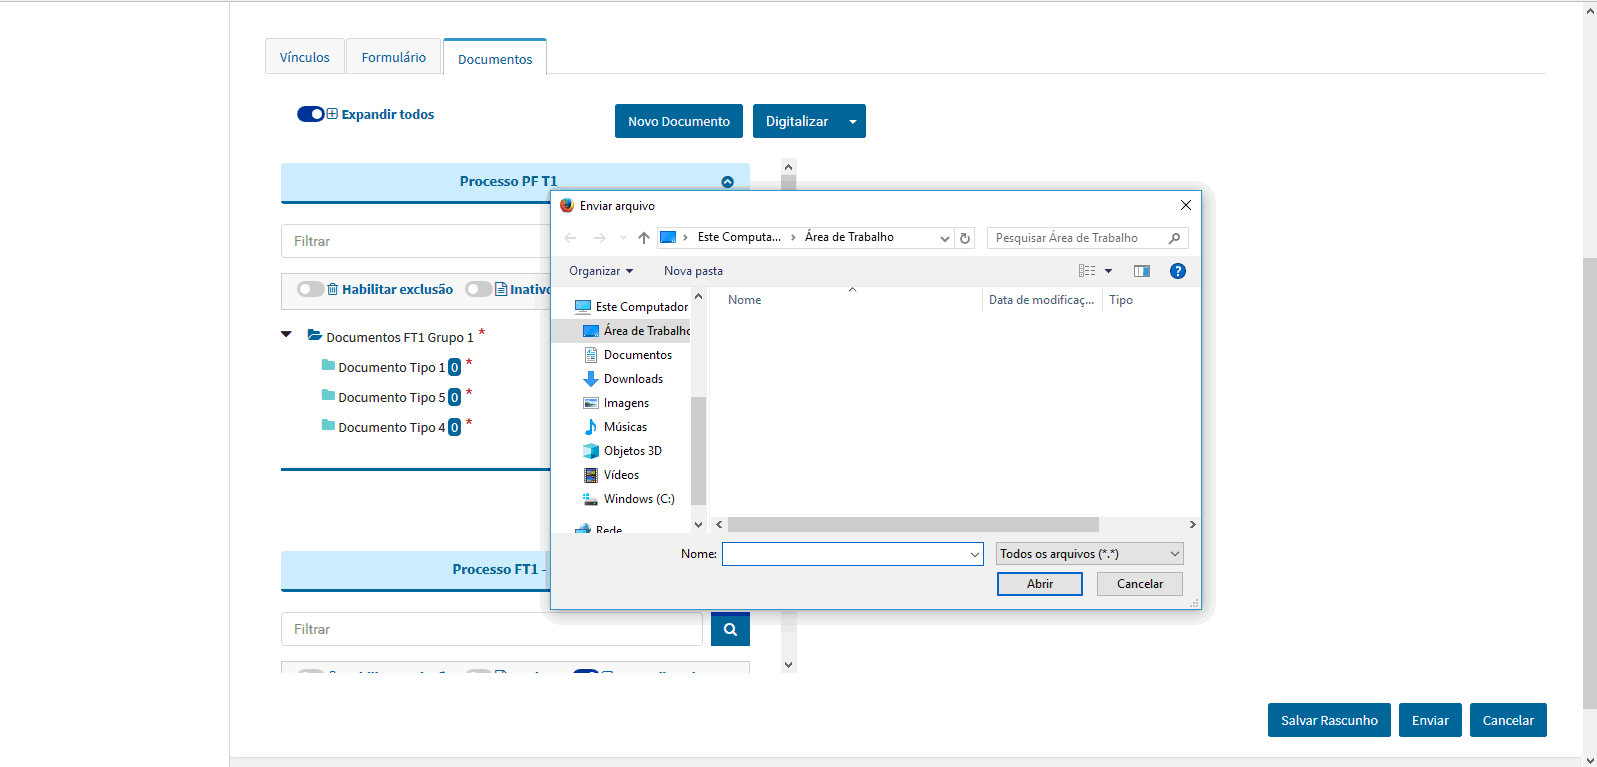 Vínculos
Formulário
Documentos
Expandir todos
Novo Documento
Digitalizar
Processo PF T1
Filtrar
Habilitar exclusão
Documentos FT1 Grupo 1 *
Documento Tipo 1 0 *
Documento Tipo 5 0 *
Documento Tipo 4 0 *
Processo FT1 -
Filtrar
Enviar arquivo
Este Computa...
Área de Trabalho
Pesquisar Área de Trabalho
Organizar
Nova pasta
?
Nome
Data de modificaç...
Tipo
Este Computador
Área de Trabalho
Documentos
Downloads
Imagens
Músicas
Objetos 3D
Vídeos
Windows (C:)
Rede
Nome:
Todos os arquivos (*.*)
Abrir
Cancelar
Salvar Rascunho
Enviar
Cancelar